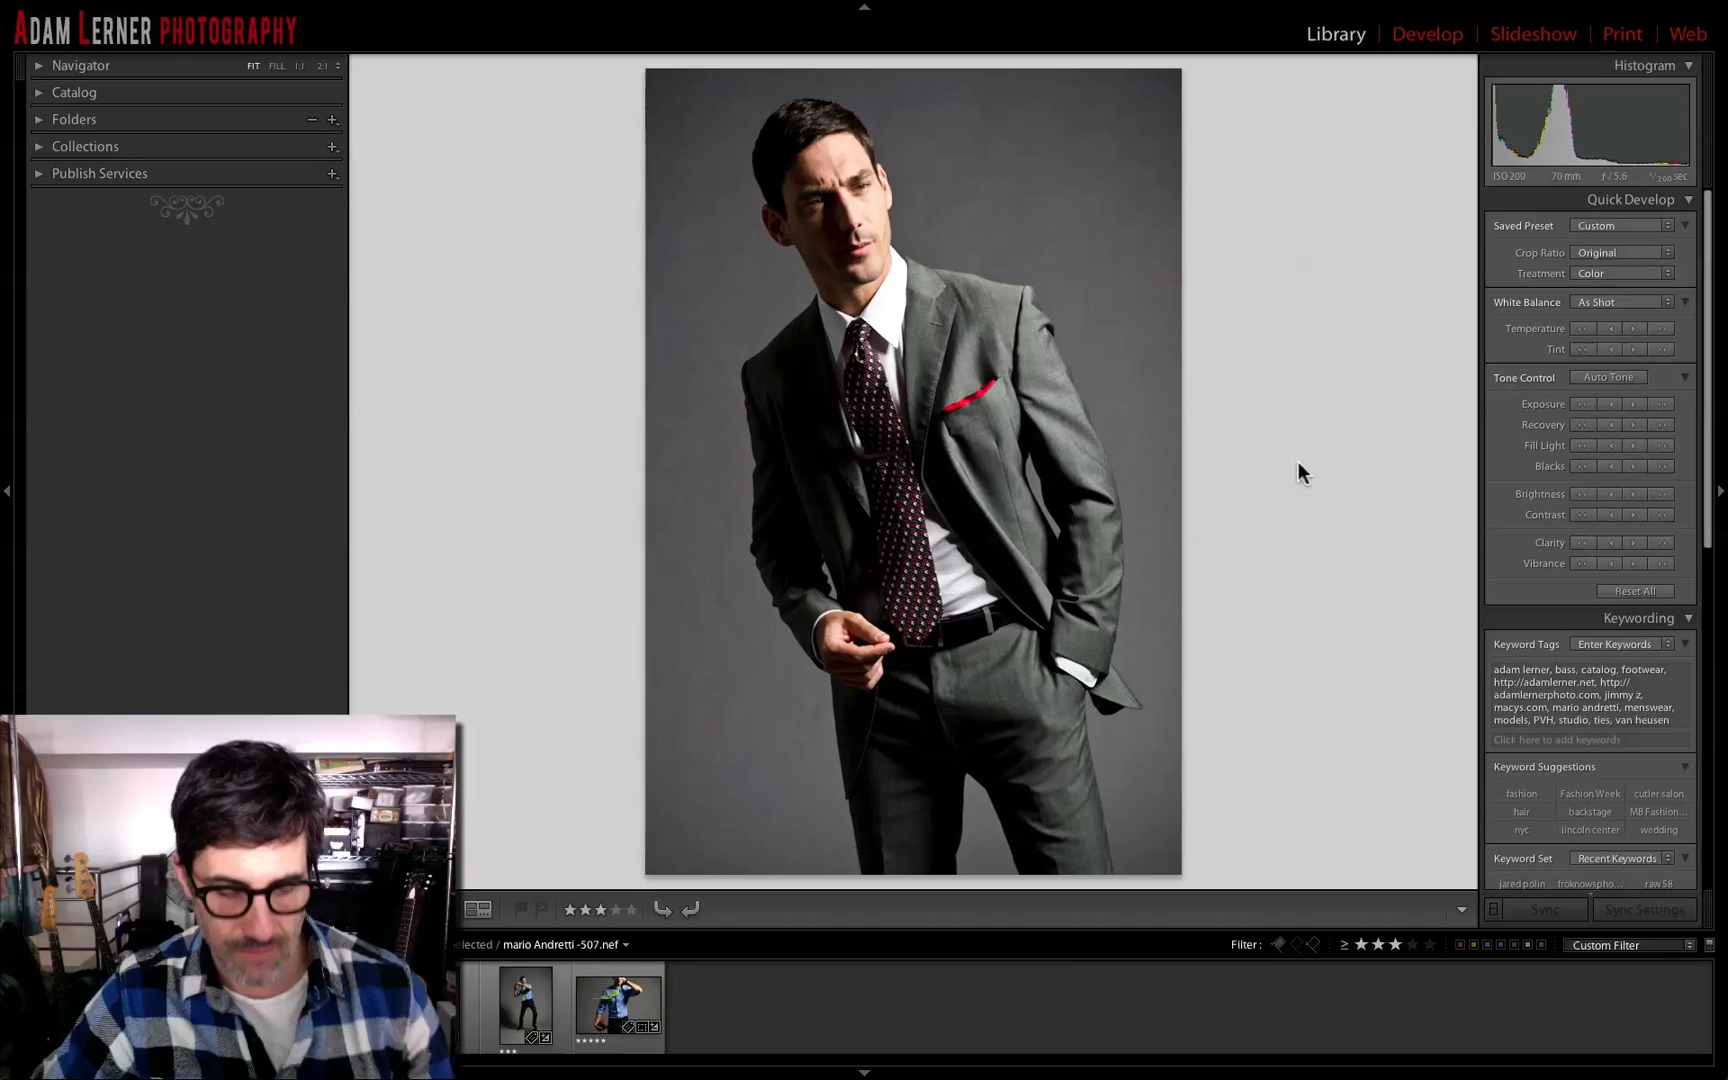 ADAM LERNER PHOTOGRAPHY
Library | Develop | Slideshow | Print | Web
Navigator FIT FILL 1:1 2:1
Catalog
Folders
Collections
Publish Services
Histogram
ISO 200 70 mm ƒ / 5.6 1/200 sec
Quick Develop
Saved Preset Custom
Crop Ratio Original
Treatment Color
White Balance As Shot
Temperature
Tint
Tone Control Auto Tone
Exposure
Recovery
Fill Light
Blacks
Brightness
Contrast
Clarity
Vibrance
Reset All
Keywording
Keyword Tags Enter Keywords
adam lerner, bass, catalog, footwear,
http://adamlerner.net, http://
adamlernerphoto.com, jimmy z,
macys.com, mario andretti, menswear,
models, PVH, studio, ties, van heusen
Click here to add keywords
Keyword Suggestions
fashion Fashion Week cutler salon
hair backstage MB Fashion...
nyc lincoln center wedding
Keyword Set Recent Keywords
jared polin froknowspho... raw 58
Sync Sync Settings
elected / mario Andretti -507.nef
Filter: ≥ Custom Filter